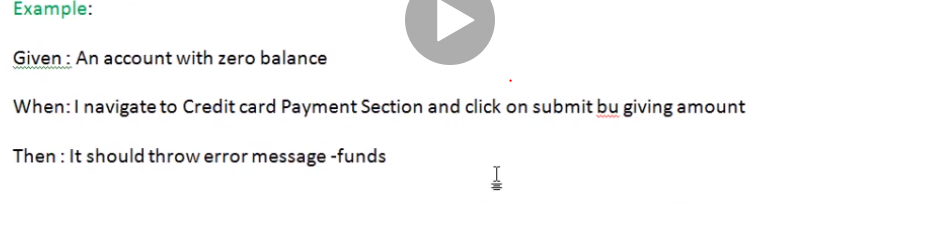 Example:
Given : An account with zero balance
When: I navigate to Credit card Payment Section and click on submit bu giving amount
Then : It should throw error message -funds